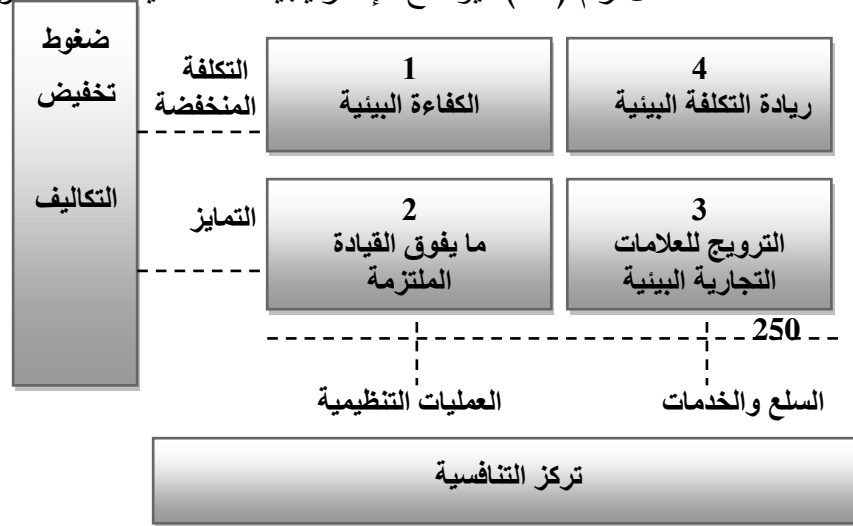 ضغوط
تخفيض
التكاليف
التكلفة
المنخفضة
التمايز
1
الكفاءة البيئية
4
ريادة التكلفة البيئية
2
ما يفوق القيادة
الملتزمة
3
الترويج للعلامات
التجارية البيئية
250
العمليات التنظيمية
السلع والخدمات
تركز التنافسية